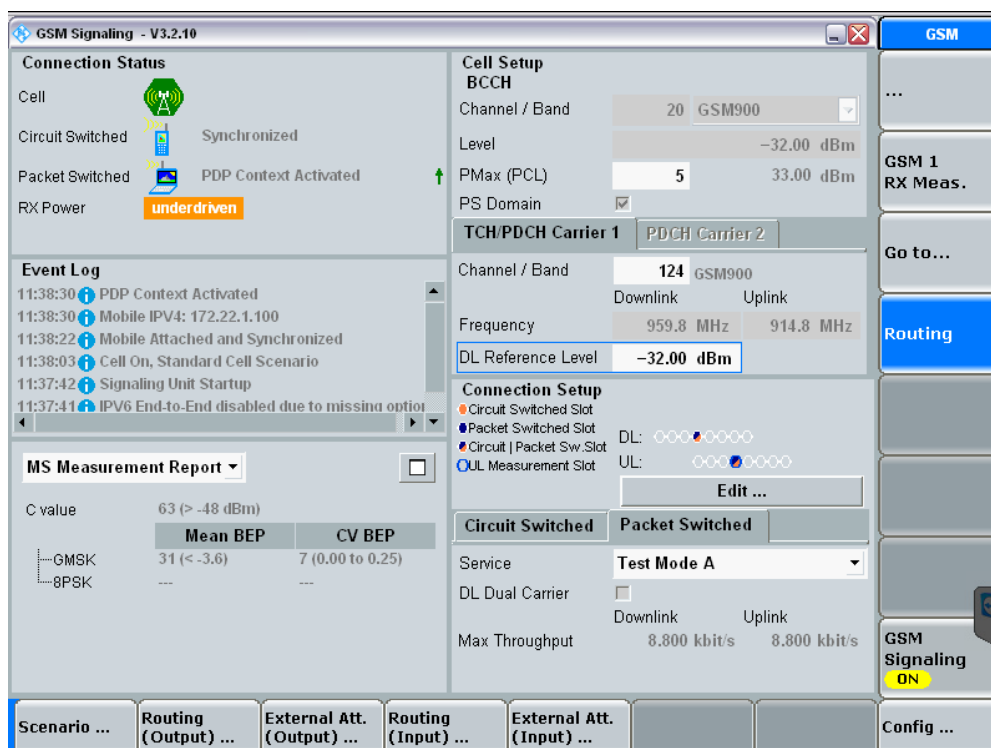 GSM Signaling - V3.2.10
GSM
Connection Status
Cell
Circuit Switched
Synchronized
Packet Switched
PDP Context Activated
RX Power
underdriven
Event Log
11:38:30 PDP Context Activated
11:38:30 Mobile IPV4: 172.22.1.100
11:38:22 Mobile Attached and Synchronized
11:38:03 Cell On, Standard Cell Scenario
11:37:42 Signaling Unit Startup
11:37:41 IPV6 End-to-End disabled due to missing option
MS Measurement Report
C value 63 (> -48 dBm)
Mean BEP CV BEP
GMSK 31 (< -3.6) 7 (0.00 to 0.25)
8PSK --- ---
Cell Setup
BCCH
Channel / Band 20 GSM900
Level -32.00 dBm
PMax (PCL) 5 33.00 dBm
PS Domain
TCH/PDCH Carrier 1 PDCH Carrier 2
Channel / Band 124 GSM900
Downlink Uplink
Frequency 959.8 MHz 914.8 MHz
DL Reference Level -32.00 dBm
Connection Setup
Circuit Switched Slot
Packet Switched Slot
Circuit | Packet Sw.Slot
UL Measurement Slot
DL:
UL:
Edit ...
Circuit Switched Packet Switched
Service Test Mode A
DL Dual Carrier
Downlink Uplink
Max Throughput 8.800 kbit/s 8.800 kbit/s
...
GSM 1
RX Meas.
Go to...
Routing
GSM
Signaling
ON
Scenario ...
Routing
(Output) ...
External Att.
(Output) ...
Routing
(Input) ...
External Att.
(Input) ...
Config ...